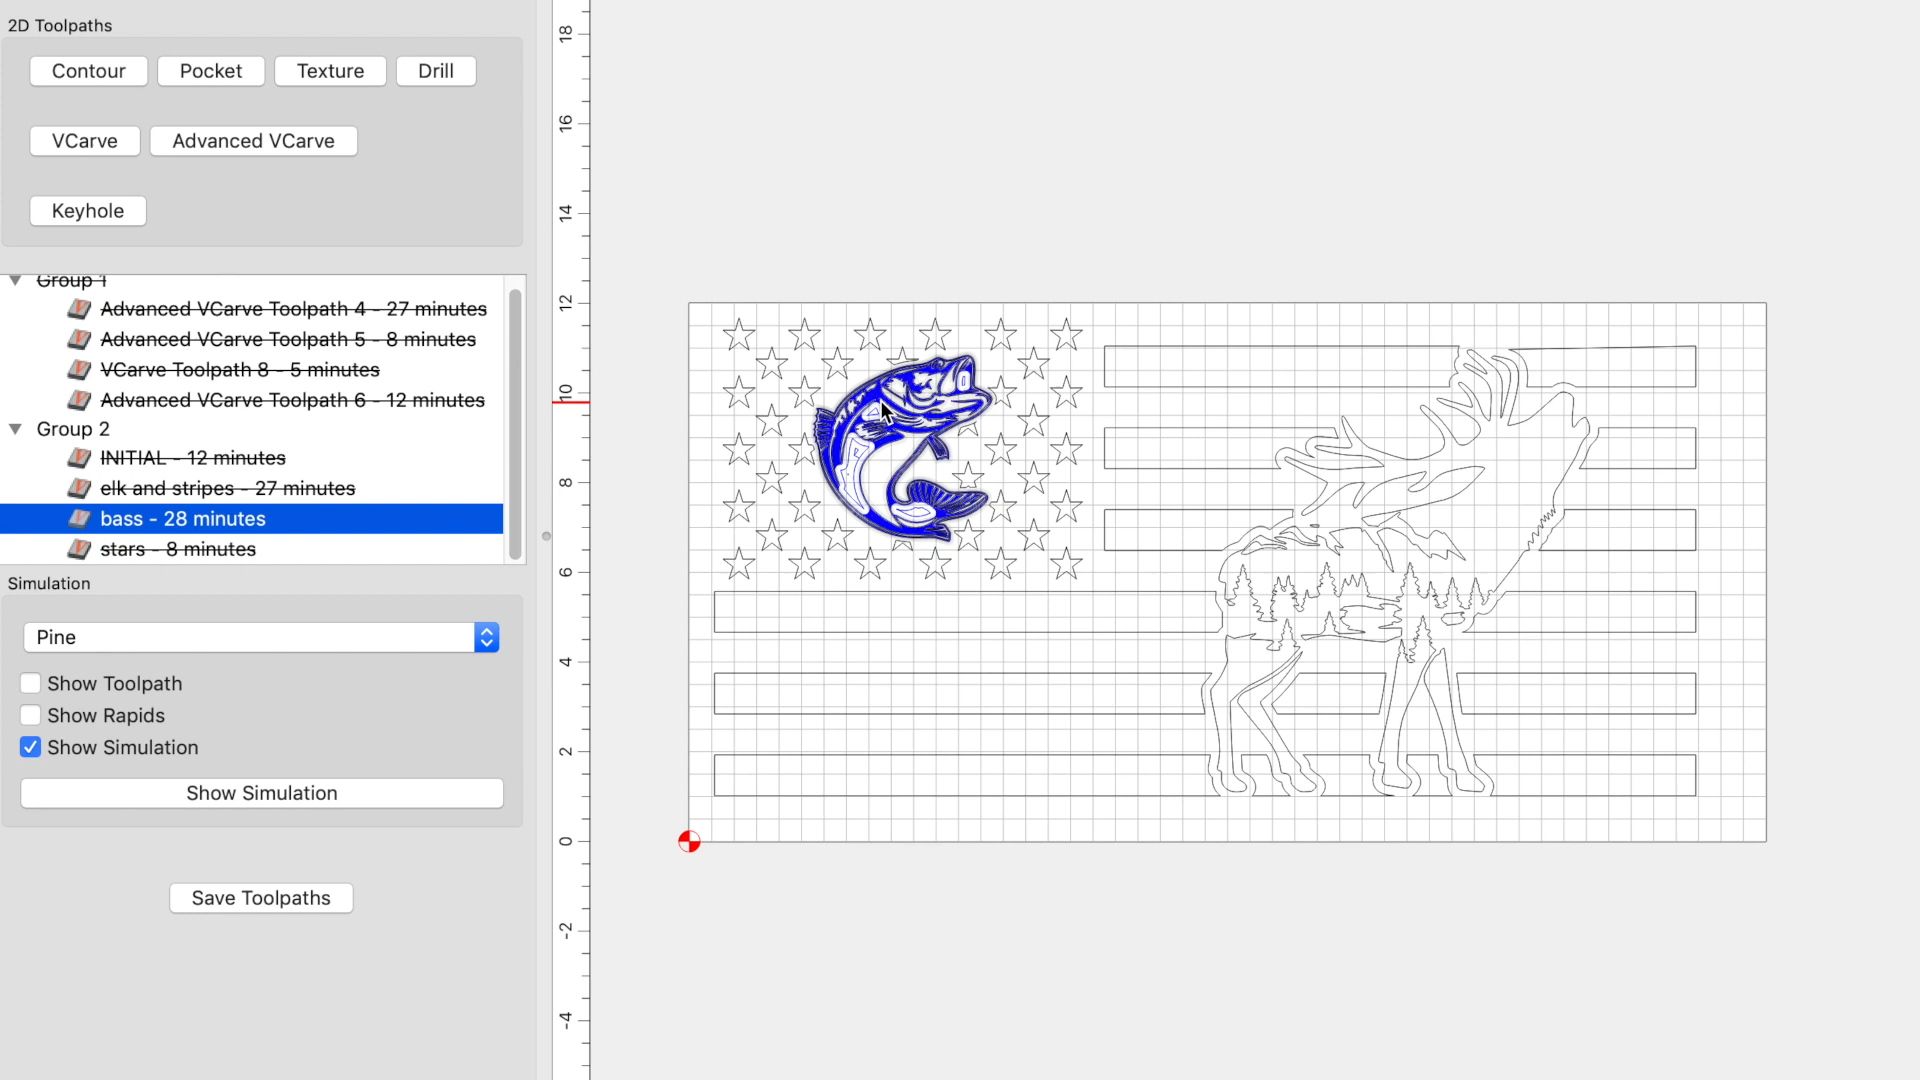 2D Toolpaths
Contour Pocket Texture Drill
VCarve Advanced VCarve
Keyhole
Group 1
Advanced VCarve Toolpath 4 - 27 minutes
Advanced VCarve Toolpath 5 - 8 minutes
VCarve Toolpath 8 - 5 minutes
Advanced VCarve Toolpath 6 - 12 minutes
Group 2
INITIAL - 12 minutes
elk and stripes - 27 minutes
bass - 28 minutes
stars - 8 minutes
Simulation
Pine
Show Toolpath
Show Rapids
Show Simulation
Show Simulation
Save Toolpaths
18
16
14
12
10
8
6
4
2
0
-2
-4